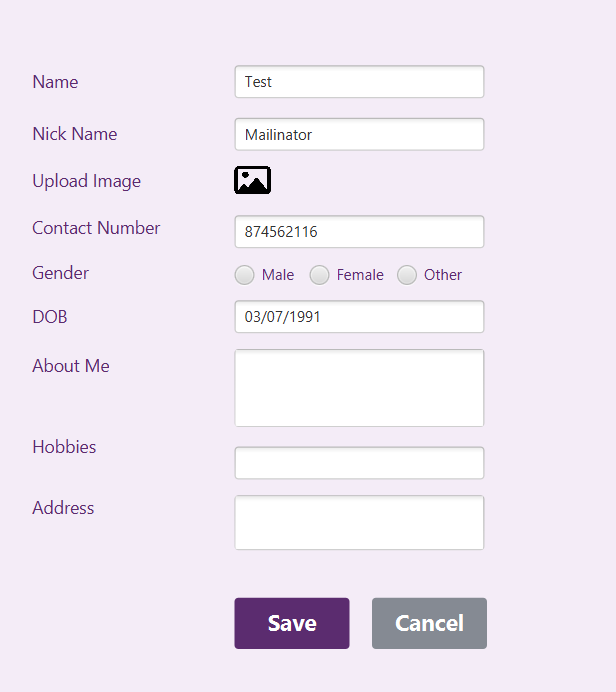 Name Test
Nick Name Mailinator
Upload Image
Contact Number 874562116
Gender Male Female Other
DOB 03/07/1991
About Me
Hobbies
Address
Save Cancel